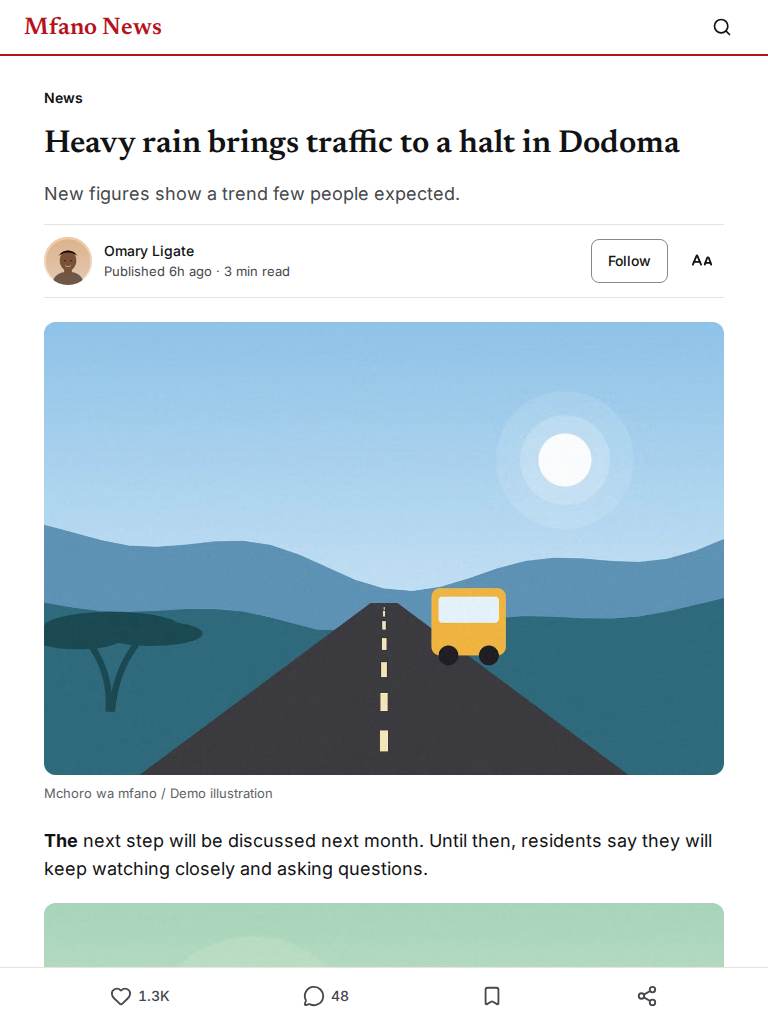 Mfano News
News
Heavy rain brings traffic to a halt in Dodoma
New figures show a trend few people expected.
Omary Ligate
Published 6h ago · 3 min read
Follow
AA
Mchoro wa mfano / Demo illustration
The next step will be discussed next month. Until then, residents say they will
keep watching closely and asking questions.
1.3K
48